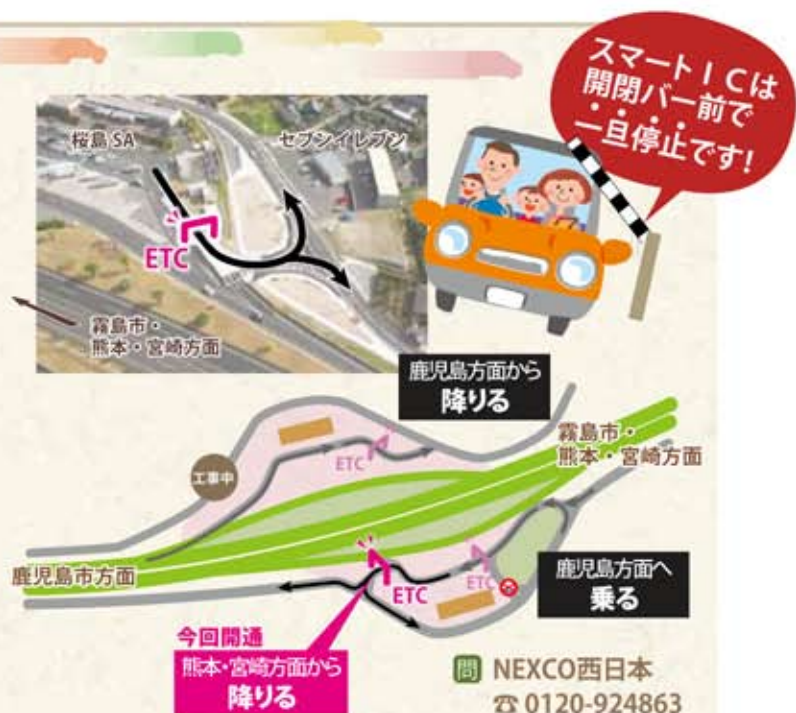 スマートICは
開閉バー前で
一旦停止です!
桜島SA
セブンイレブン
ETC
霧島市・
熊本・宮崎方面
鹿児島方面から
降りる
霧島市・
熊本・宮崎方面
ETC
工事中
鹿児島市方面
ETC
ETC
鹿児島方面へ
乗る
今回開通
熊本・宮崎方面から
降りる
問 NEXCO西日本
☎ 0120-924863